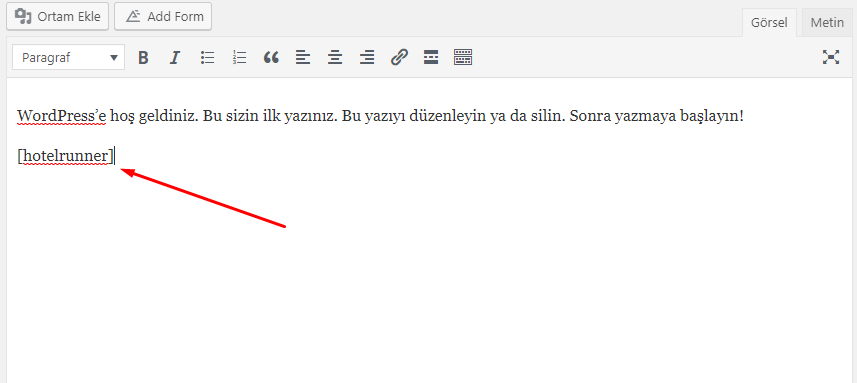 Ortam Ekle Add Form
Görsel Metin
Paragraf B I
WordPress’e hoş geldiniz. Bu sizin ilk yazınız. Bu yazıyı düzenleyin ya da silin. Sonra yazmaya başlayın!
[hotelrunner]